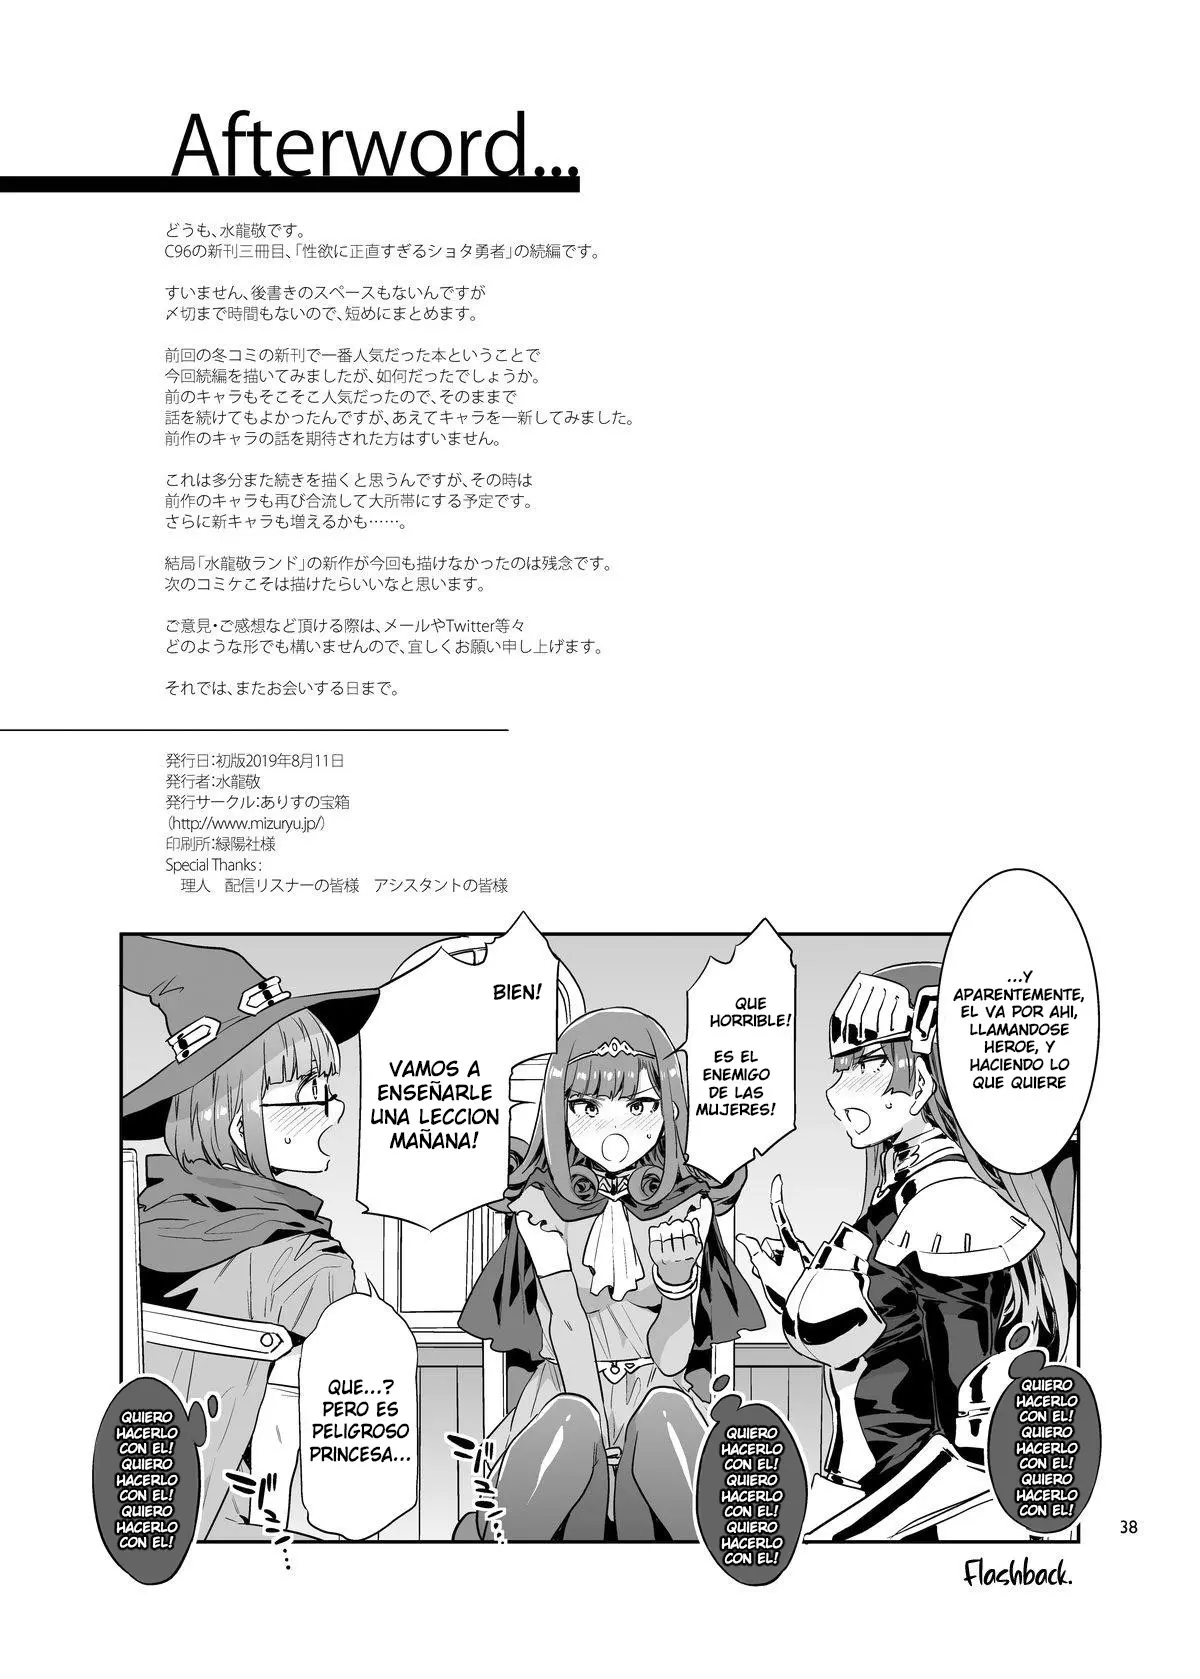 Afterword...
どうも、水龍敬です。
C96の新刊三冊目、「性欲に正直すぎるショタ勇者」の続編です。
すいません、後書きのスペースもないんですが
〆切まで時間もないので、短めにまとめます。
前回の冬コミの新刊で一番人気だった本ということで
今回続編を描いてみましたが、如何だったでしょうか。
前のキャラもそこそこ人気だったので、そのままで
話を続けてもよかったんですが、あえてキャラを一新してみました。
前作のキャラの話を期待された方はすいません。
これは多分また続きを描くと思うんですが、その時は
前作のキャラも再び合流して大所帯にする予定です。
さらに新キャラも増えるかも……。
結局「水龍敬ランド」の新作が今回も描けなかったのは残念です。
次のコミケこそは描けたらいいなと思います。
ご意見・ご感想など頂ける際は、メールやTwitter等々
どのような形でも構いませんので、宜しくお願い申し上げます。
それでは、またお会いする日まで。
発行日：初版2019年8月11日
発行者：水龍敬
発行サークル：ありすの宝箱
（http://www.mizuryu.jp/）
印刷所：緑陽社様
Special Thanks：
理人　配信リスナーの皆様　アシスタントの皆様
...Y
APARENTEMENTE,
EL VA POR AHI,
LLAMANDOSE
HEROE, Y
HACIENDO LO
QUE QUIERE
QUE
HORRIBLE!
ES EL
ENEMIGO
DE LAS
MUJERES!
BIEN!
VAMOS A
ENSEÑARLE
UNA LECCION
MAÑANA!
QUE...?
PERO ES
PELIGROSO
PRINCESA...
QUIERO
HACERLO
CON EL!
QUIERO
HACERLO
CON EL!
QUIERO
HACERLO
CON EL!
QUIERO
HACERLO
CON EL!
QUIERO
HACERLO
CON EL!
QUIERO
HACERLO
CON EL!
QUIERO
HACERLO
CON EL!
QUIERO
HACERLO
CON EL!
QUIERO
HACERLO
CON EL!
Flashback.
38